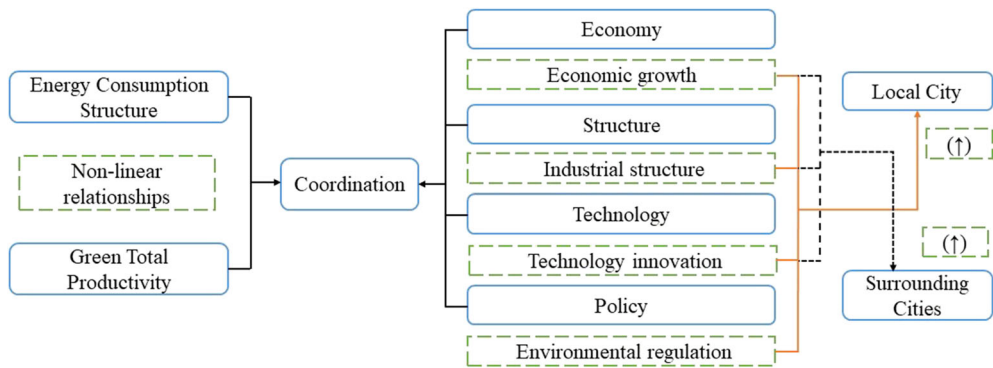 Energy Consumption
Structure
Non-linear
relationships
Green Total
Productivity
Coordination
Economy
Economic growth
Structure
Industrial structure
Technology
Technology innovation
Policy
Environmental regulation
Local City
(↑)
(↑)
Surrounding
Cities